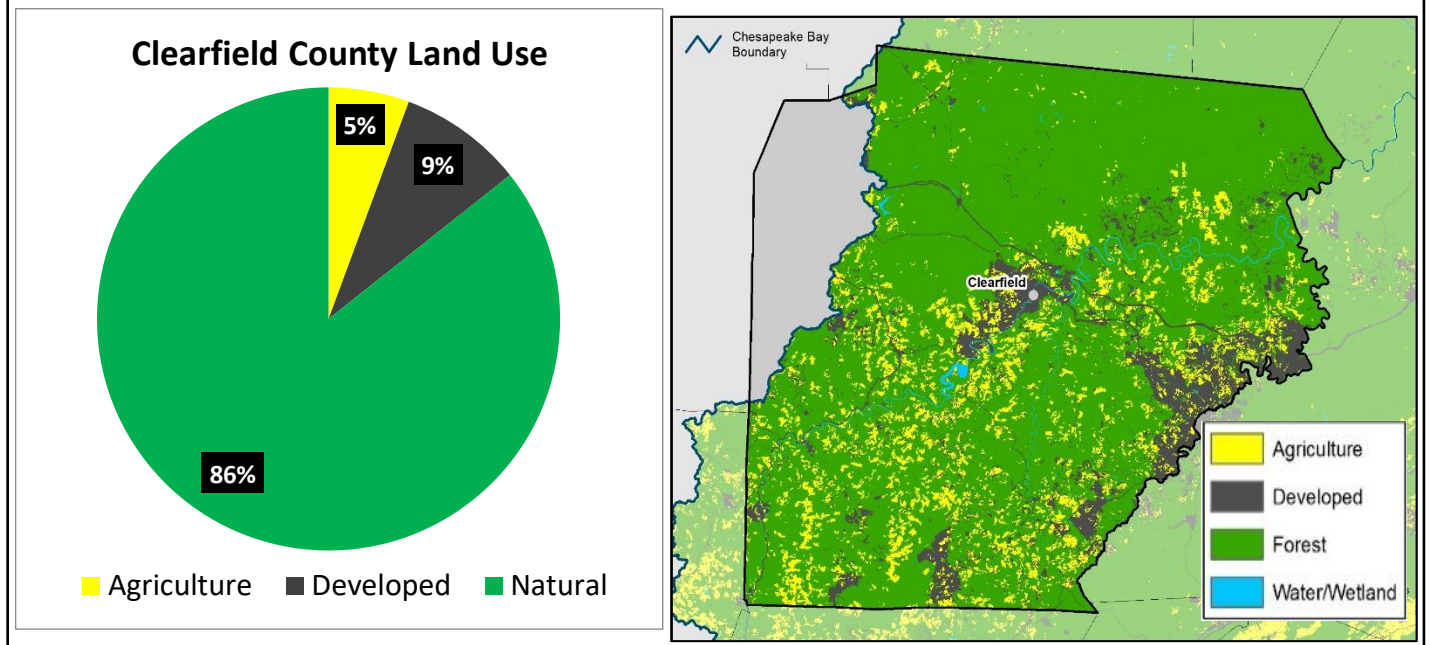 Clearfield County Land Use
5%
9%
86%
Agriculture Developed Natural
Chesapeake Bay
Boundary
Clearfield
Agriculture
Developed
Forest
Water/Wetland